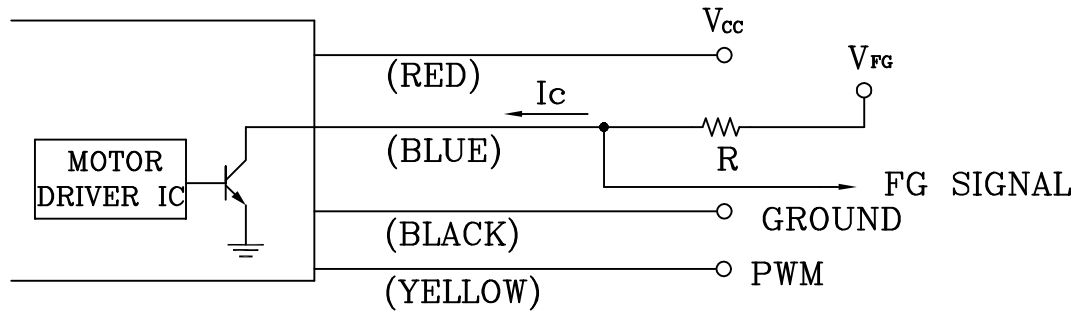 VCC
(RED)
VFG
Ic
(BLUE)
R
MOTOR
DRIVER IC
FG SIGNAL
(BLACK)
GROUND
(YELLOW)
PWM